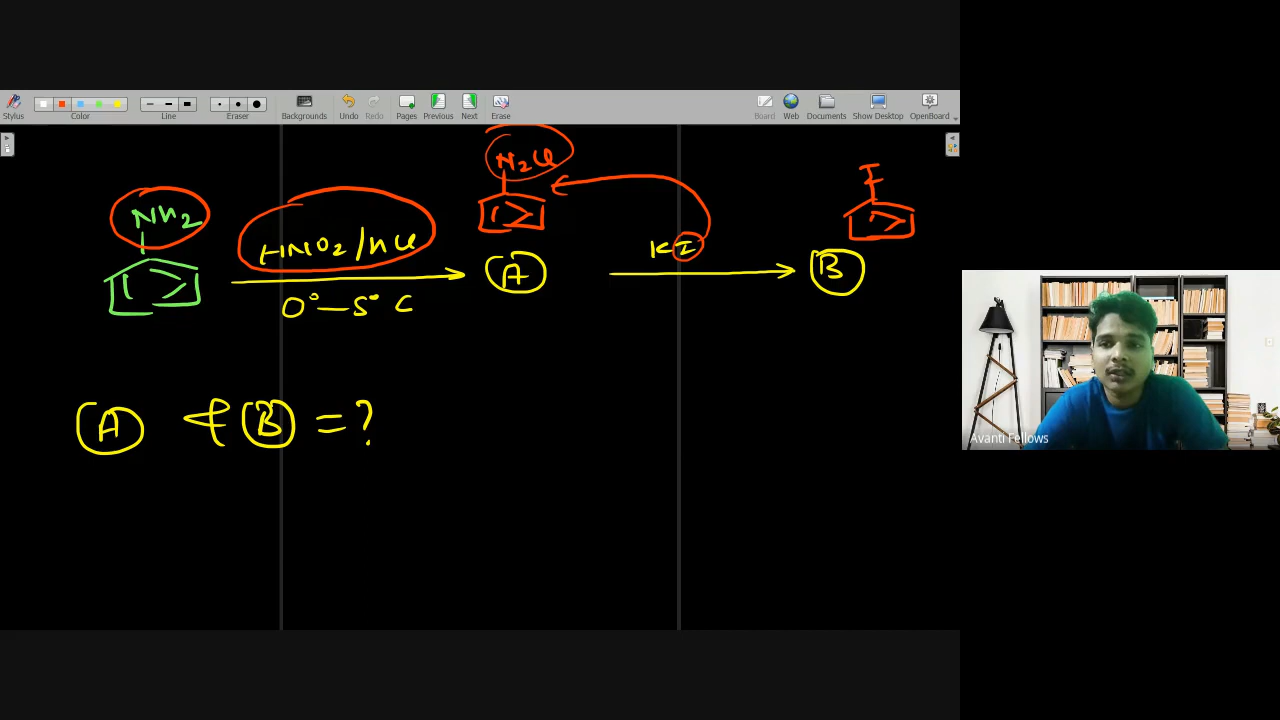 Stylus
Color
Line
Eraser
Backgrounds
Undo
Redo
Pages
Previous
Next
Erase
Board
Web
Documents
Show Desktop
OpenBoard
N2Cl
I
NH2
HNO2/HCl
KI
A
B
0°-5° C
A & B = ?
Avanti Fellows